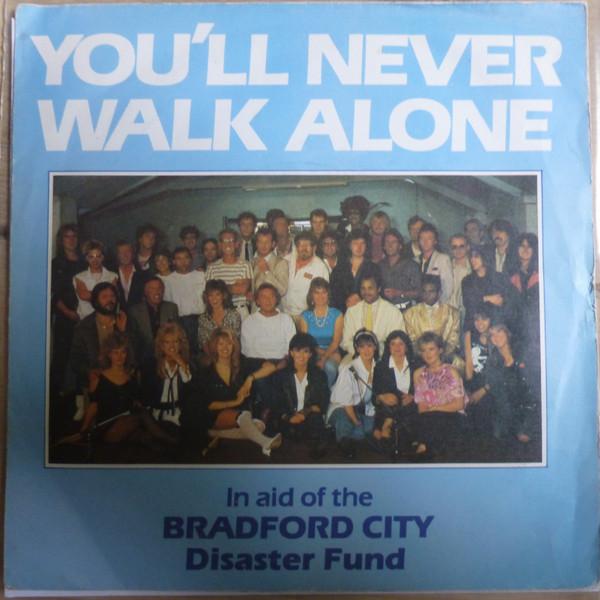 YOU'LL NEVER
WALK ALONE
In aid of the
BRADFORD CITY
Disaster Fund